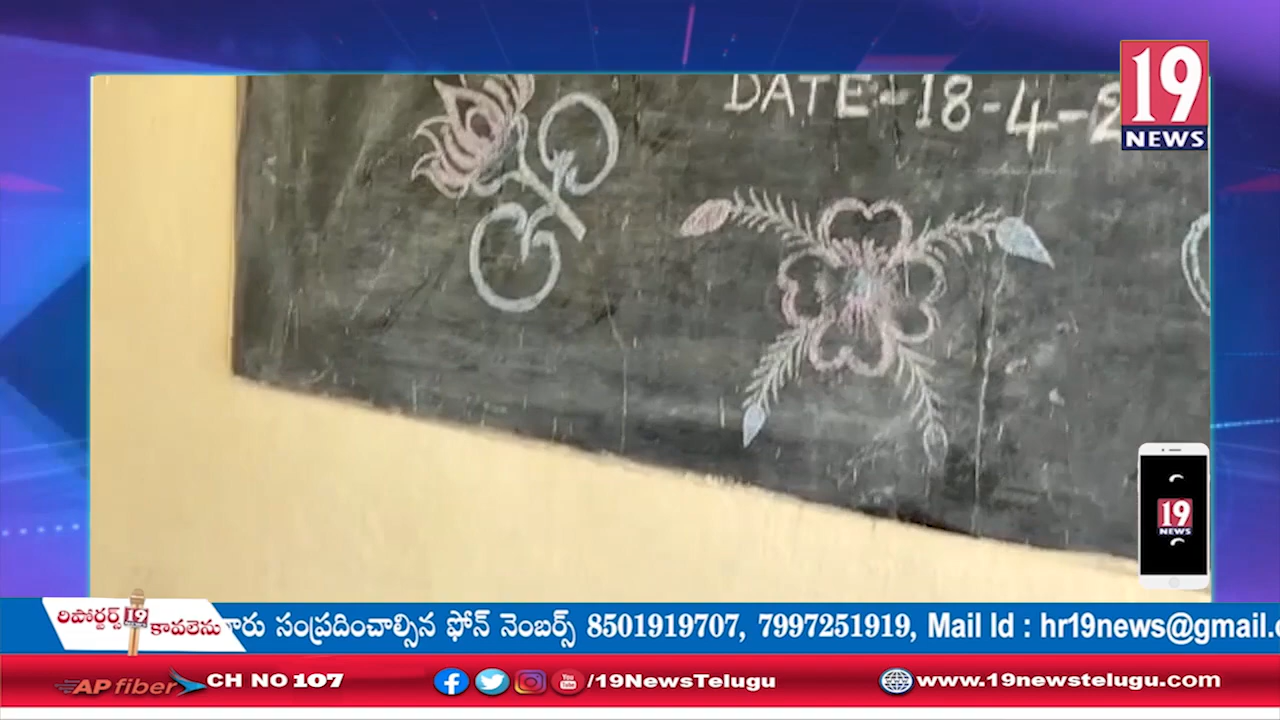 DATE:-18-4-
19
NEWS
19
NEWS
రిపోర్టర్స్ 19 కావలెను
వారు సంప్రదించాల్సిన ఫోన్ నెంబర్స్ 8501919707, 7997251919, Mail Id : hr19news@gmail.c
AP fiber CH NO 107
/19NewsTelugu
www.19newstelugu.com